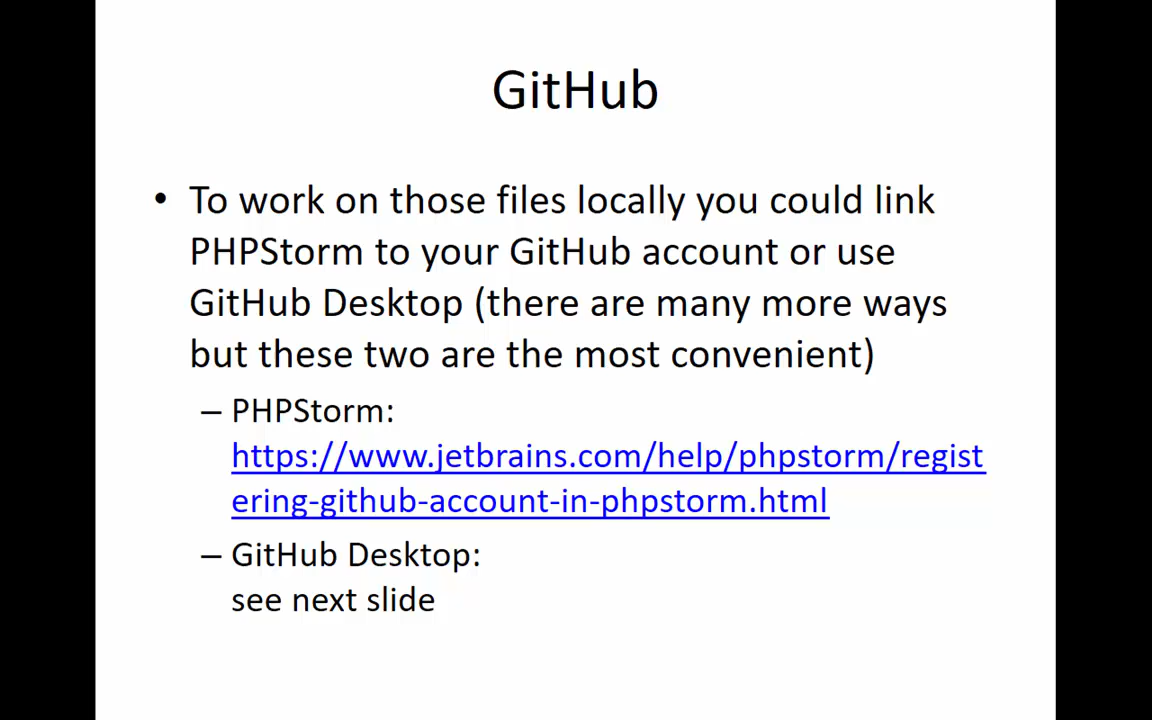 GitHub
• To work on those files locally you could link
PHPStorm to your GitHub account or use
GitHub Desktop (there are many more ways
but these two are the most convenient)
– PHPStorm:
https://www.jetbrains.com/help/phpstorm/regist
ering-github-account-in-phpstorm.html
– GitHub Desktop:
see next slide